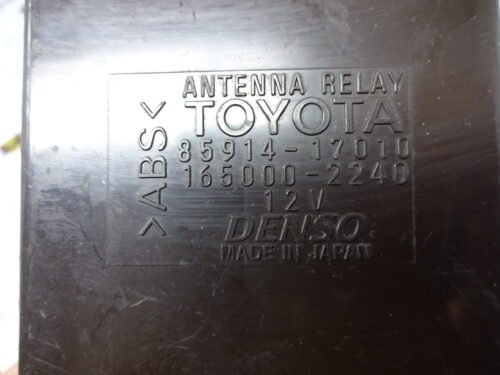 ANTENNA RELAY
TOYOTA
85914-17010
165000-2240
12V
DENSO
MADE IN JAPAN
>ABS<